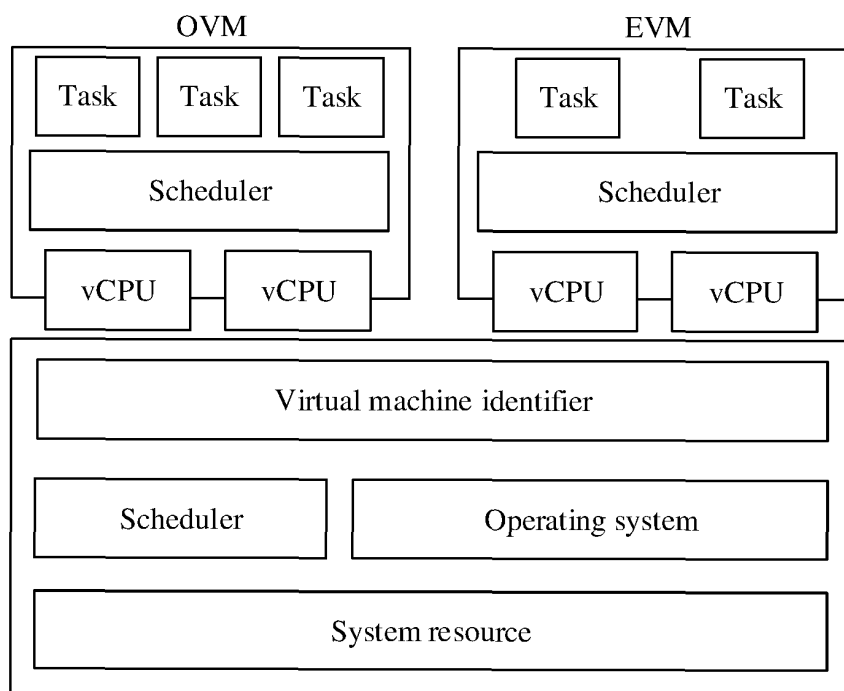 OVM EVM
Task Task Task Task Task
Scheduler Scheduler
vCPU vCPU vCPU vCPU
Virtual machine identifier
Scheduler Operating system
System resource